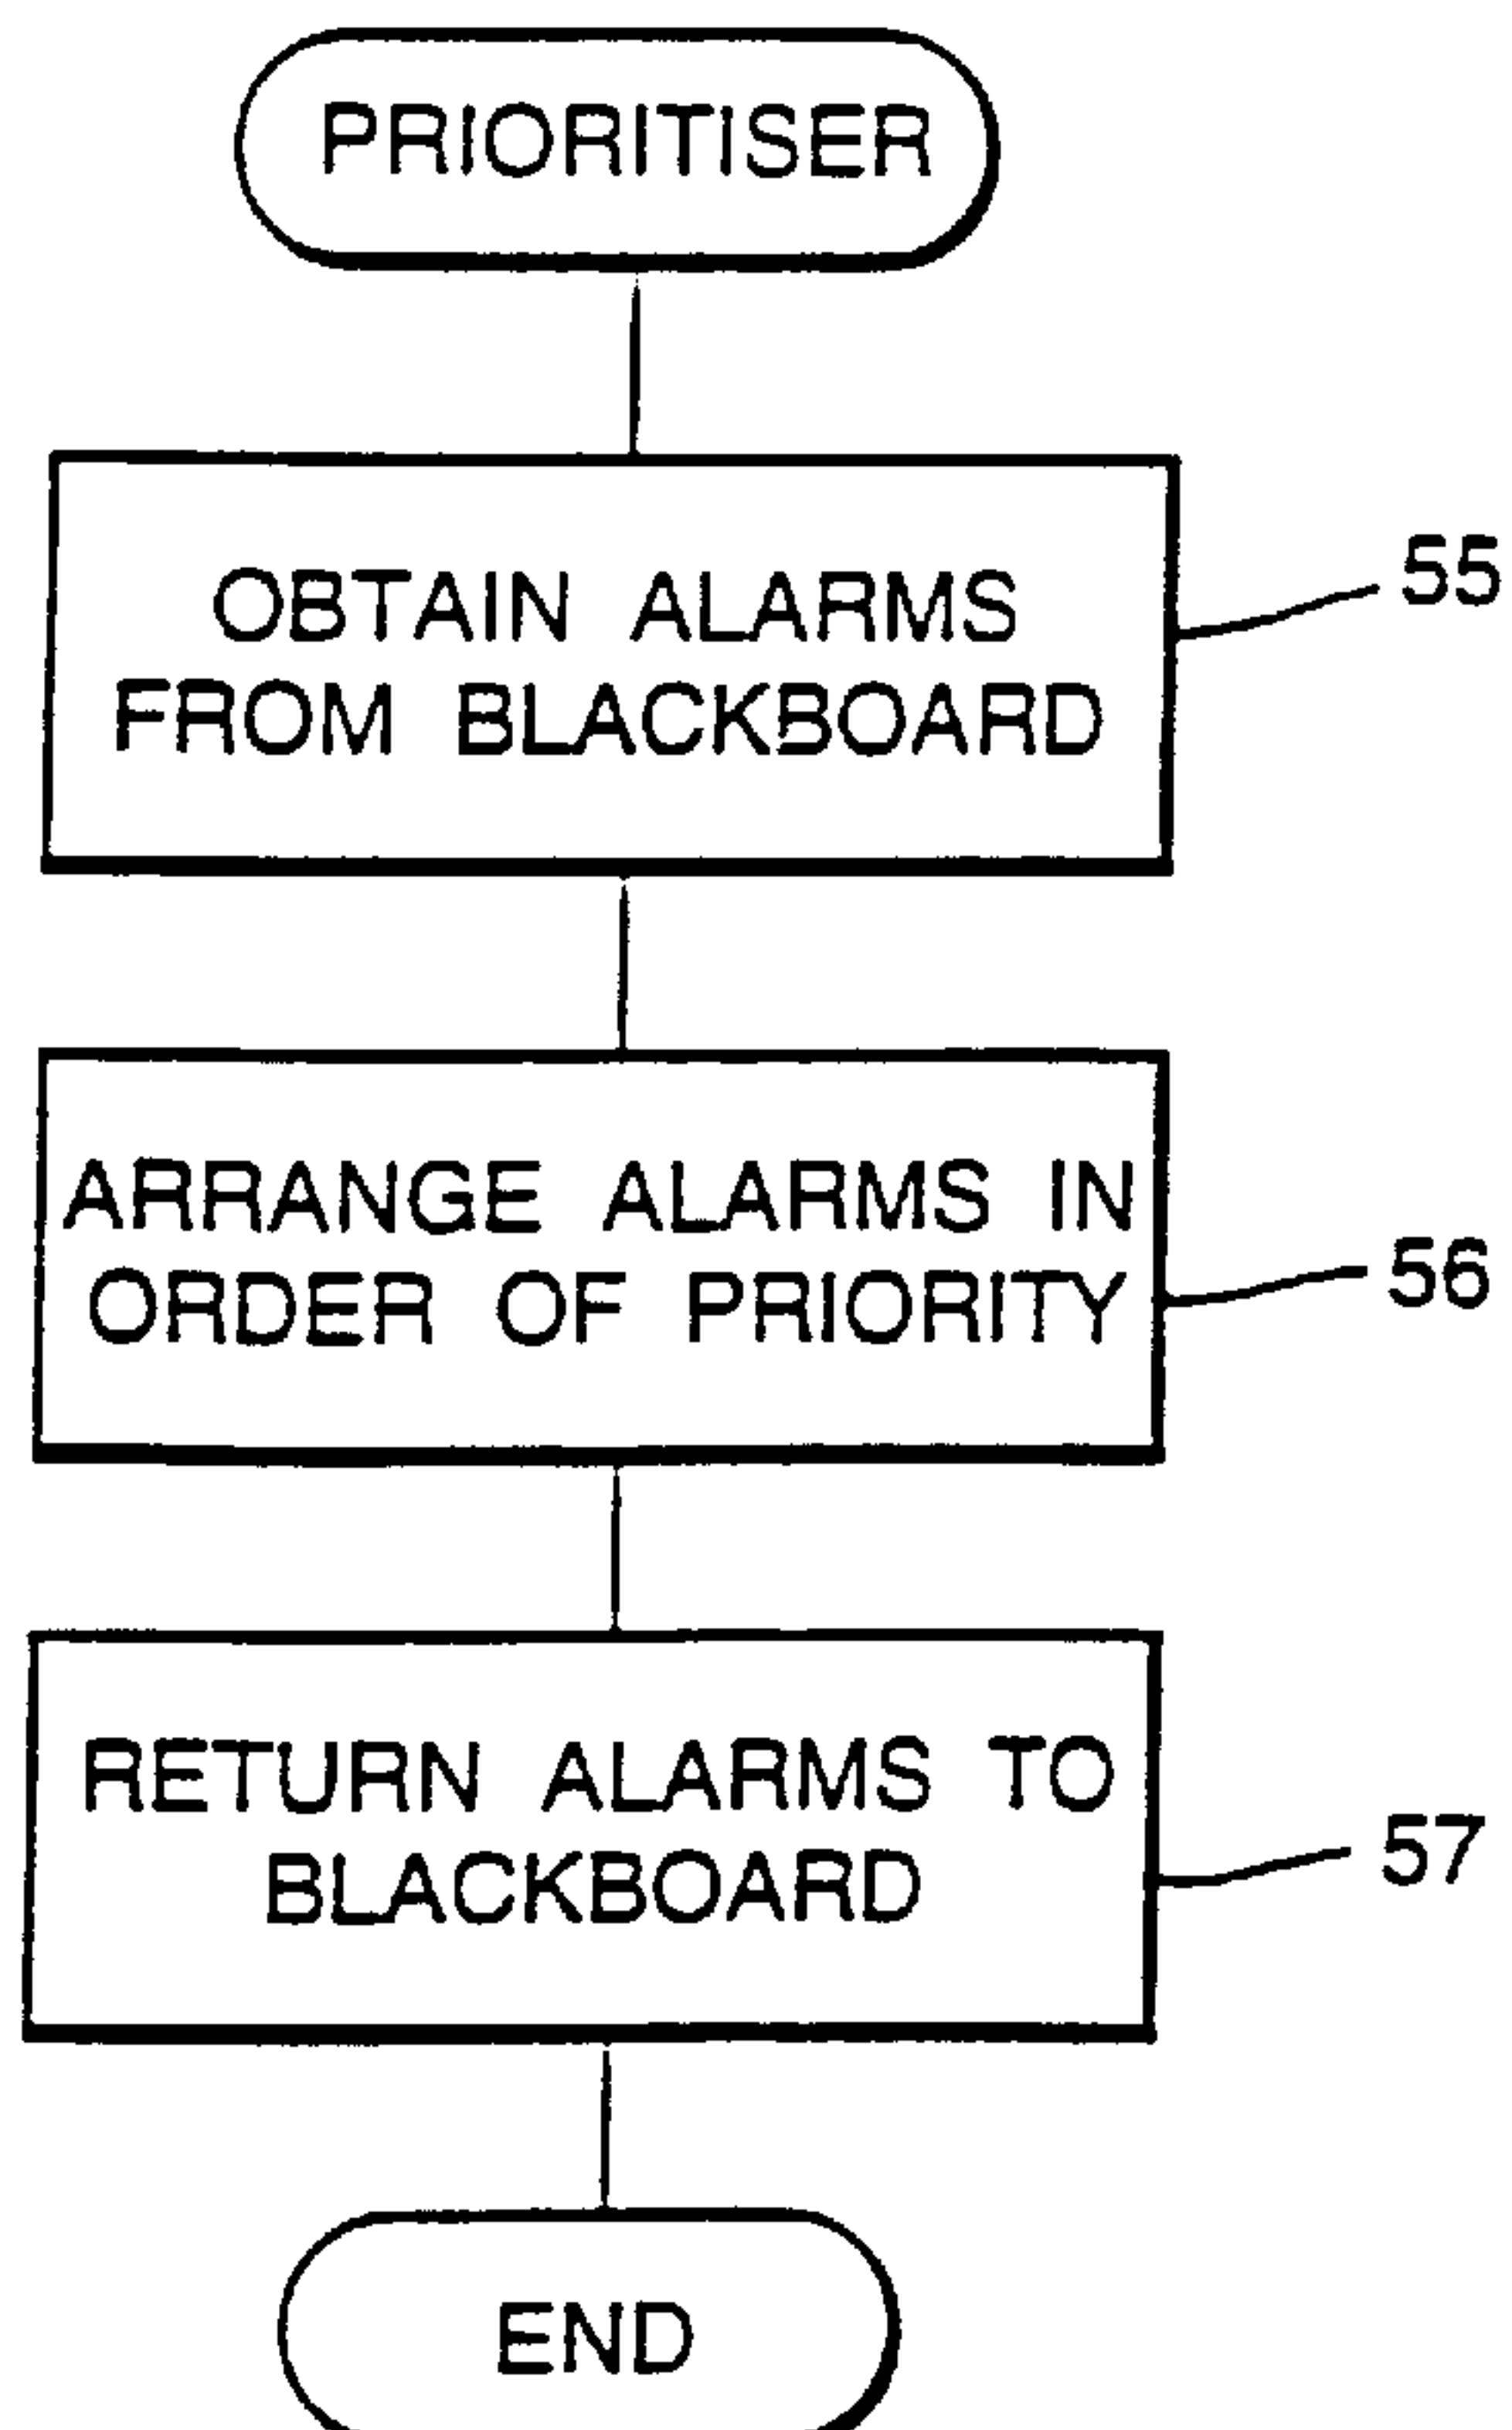 PRIORITISER
OBTAIN ALARMS
FROM BLACKBOARD
55
ARRANGE ALARMS IN
ORDER OF PRIORITY
56
RETURN ALARMS TO
BLACKBOARD
57
END